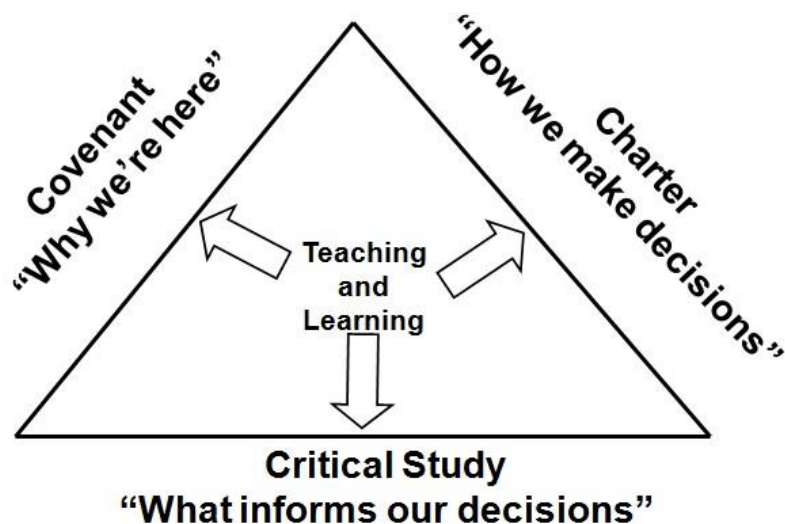 Covenant
“Why we’re here”
Charter
“How we make decisions”
Teaching
and
Learning
Critical Study
“What informs our decisions”